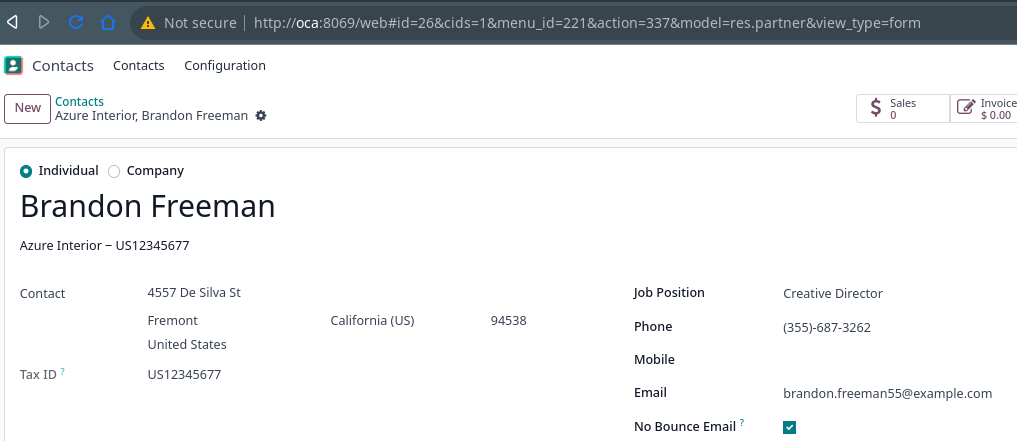 Not secure http://oca:8069/web#id=26&cids=1&menu_id=221&action=337&model=res.partner&view_type=form
Contacts Contacts Configuration
New Contacts
Azure Interior, Brandon Freeman
Sales
0
Invoice
$ 0.00
Individual Company
Brandon Freeman
Azure Interior – US12345677
Contact 4557 De Silva St
Fremont California (US) 94538
United States
Tax ID ? US12345677
Job Position Creative Director
Phone (355)-687-3262
Mobile
Email brandon.freeman55@example.com
No Bounce Email ?